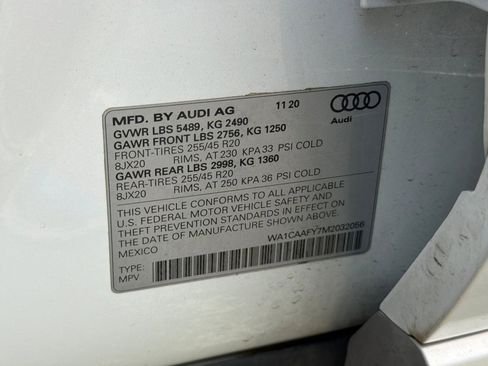 MFD. BY AUDI AG 11 20
GVWR LBS 5489, KG 2490
GAWR FRONT LBS 2756, KG 1250
FRONT-TIRES 255/45 R20
8JX20 RIMS, AT 230 KPA 33 PSI COLD
GAWR REAR LBS 2998, KG 1360
REAR-TIRES 255/45 R20
8JX20 RIMS, AT 250 KPA 36 PSI COLD
THIS VEHICLE CONFORMS TO ALL APPLICABLE
U.S. FEDERAL MOTOR VEHICLE SAFETY AND
THEFT PREVENTION STANDARDS IN EFFECT ON
THE DATE OF MANUFACTURE SHOWN ABOVE.
MEXICO
TYPE:
MPV
WA1CAAFY7M2032056
Audi